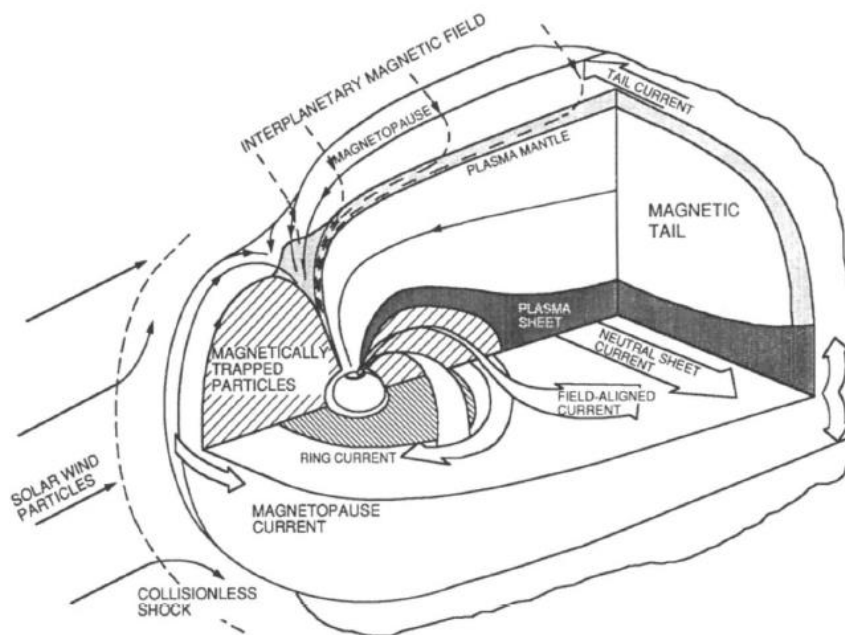 INTERPLANETARY MAGNETIC FIELD
MAGNETOPAUSE
TAIL CURRENT
PLASMA MANTLE
MAGNETIC
TAIL
PLASMA
SHEET
NEUTRAL SHEET
CURRENT
MAGNETICALLY
TRAPPED
PARTICLES
FIELD-ALIGNED
CURRENT
RING CURRENT
SOLAR WIND
PARTICLES
MAGNETOPAUSE
CURRENT
COLLISIONLESS
SHOCK